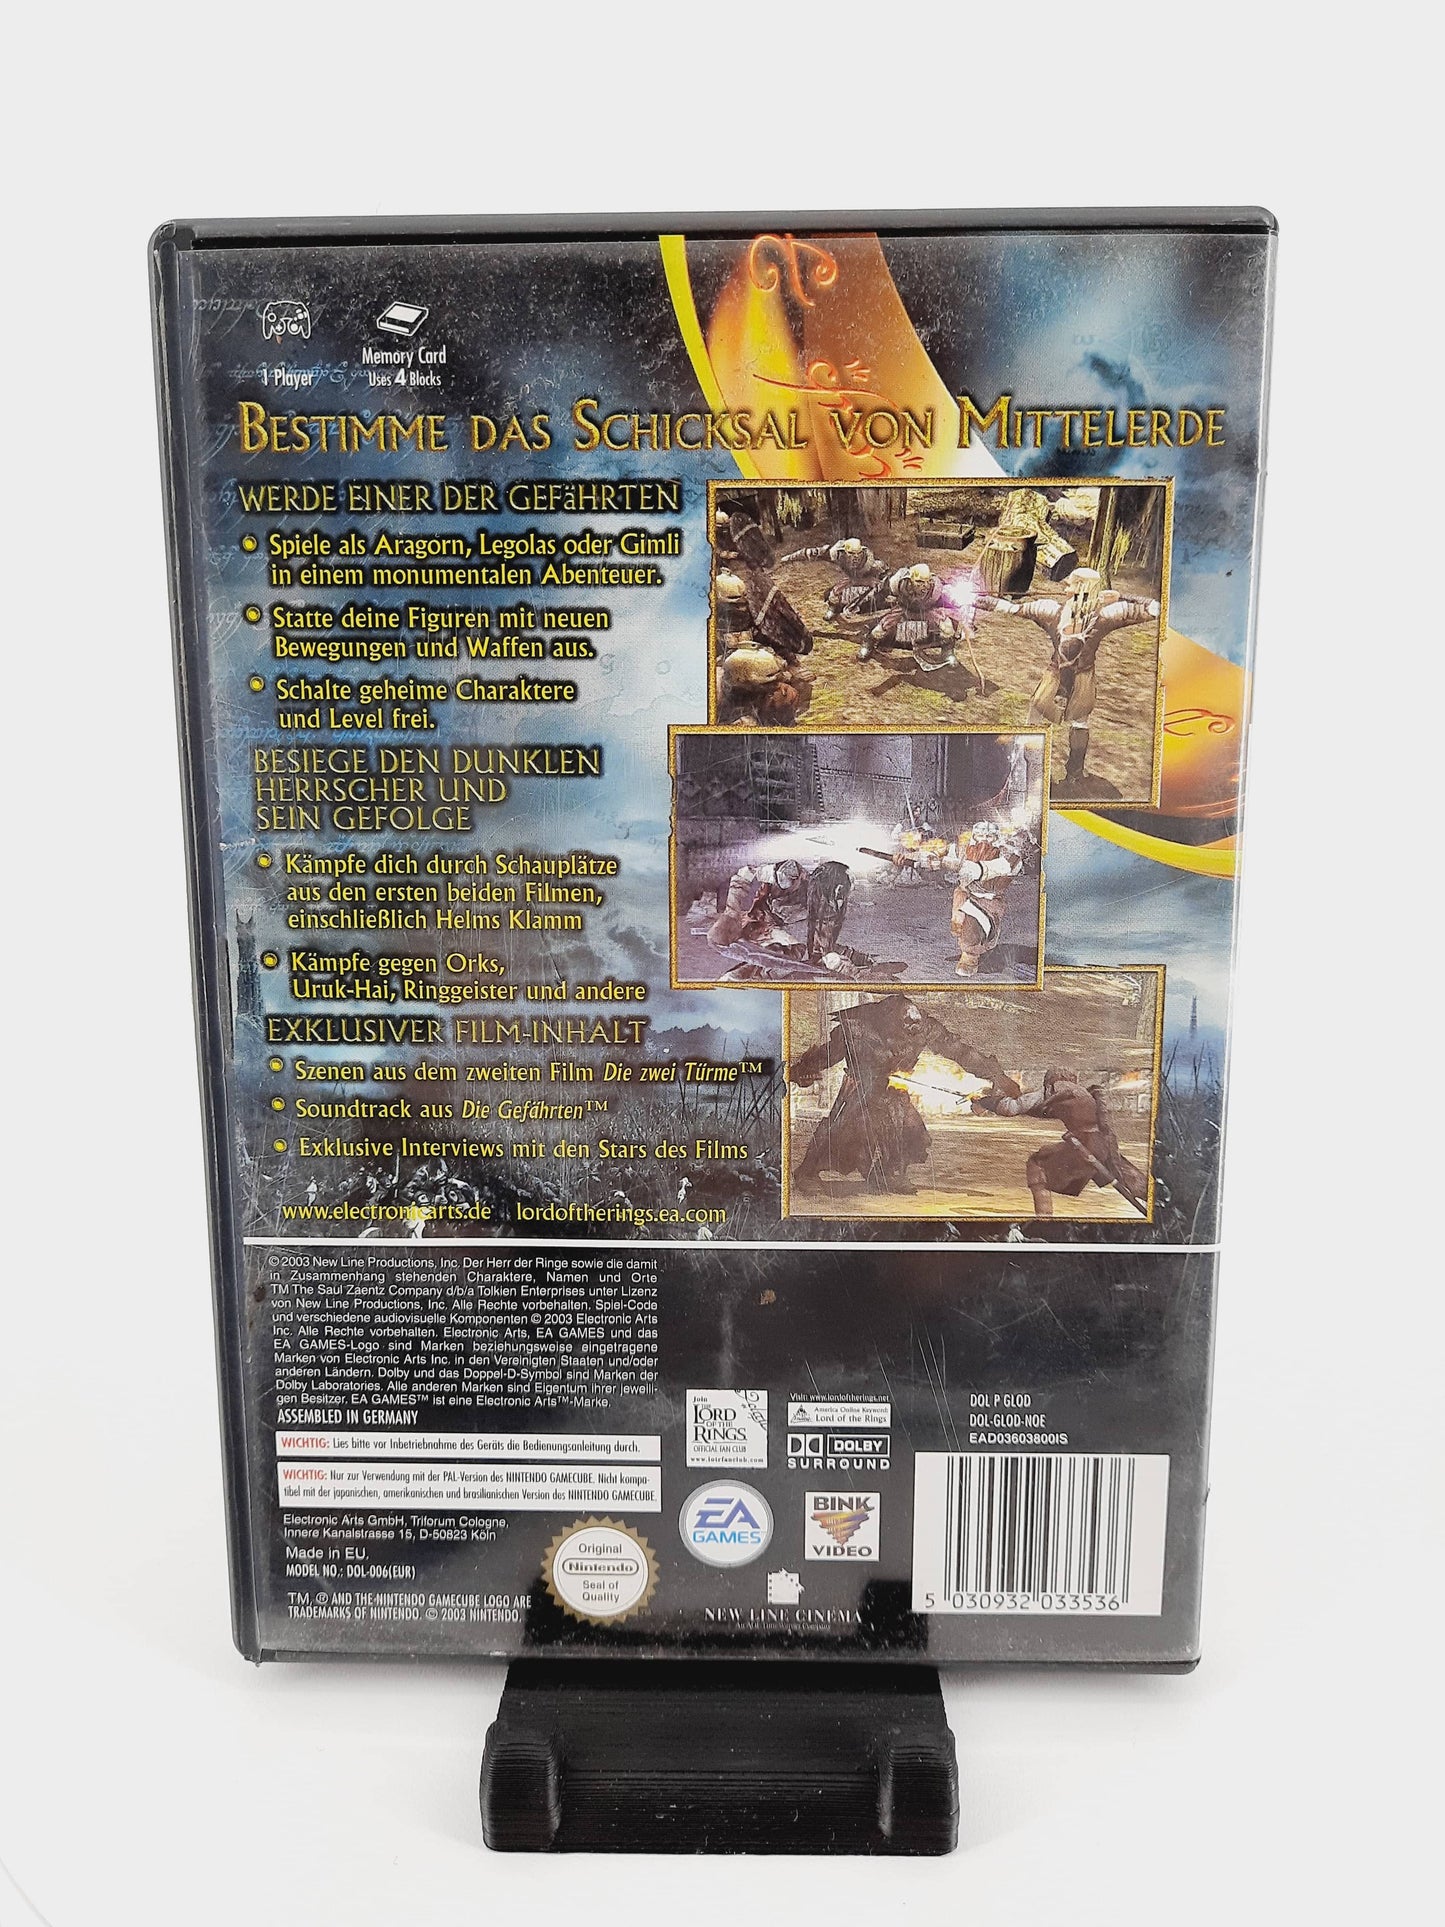 1 Player
Memory Card
Uses 4 Blocks
BESTIMME DAS SCHICKSAL VON MITTELERDE
WERDE EINER DER GEFäHRTEN
• Spiele als Aragorn, Legolas oder Gimli
in einem monumentalen Abenteuer.
• Statte deine Figuren mit neuen
Bewegungen und Waffen aus.
• Schalte geheime Charaktere
und Level frei.
BESIEGE DEN DUNKLEN
HERRSCHER UND
SEIN GEFOLGE
• Kämpfe dich durch Schauplätze
aus den ersten beiden Filmen,
einschließlich Helms Klamm
• Kämpfe gegen Orks,
Uruk-Hai, Ringgeister und andere
EXKLUSIVER FILM-INHALT
• Szenen aus dem zweiten Film Die zwei Türme™
• Soundtrack aus Die Gefährten™
• Exklusive Interviews mit den Stars des Films
www.electronicarts.de lordoftherings.ea.com
© 2003 New Line Productions, Inc. Der Herr der Ringe sowie die damit
in Zusammenhang stehenden Charaktere, Namen und Orte
TM The Saul Zaentz Company d/b/a Tolkien Enterprises unter Lizenz
von New Line Productions, Inc. Alle Rechte vorbehalten. Spiel-Code
und verschiedene audiovisuelle Komponenten © 2003 Electronic Arts
Inc. Alle Rechte vorbehalten. Electronic Arts, EA GAMES und das
EA GAMES-Logo sind Marken beziehungsweise eingetragene
Marken von Electronic Arts Inc. in den Vereinigten Staaten und/oder
anderen Ländern. Dolby und das Doppel-D-Symbol sind Marken der
Dolby Laboratories. Alle anderen Marken sind Eigentum ihrer jeweili-
gen Besitzer. EA GAMES™ ist eine Electronic Arts™-Marke.
ASSEMBLED IN GERMANY
WICHTIG: Lies bitte vor Inbetriebnahme des Geräts die Bedienungsanleitung durch.
WICHTIG: Nur zur Verwendung mit der PAL-Version des NINTENDO GAMECUBE. Nicht kompa-
tibel mit der japanischen, amerikanischen und brasilianischen Version des NINTENDO GAMECUBE.
Electronic Arts GmbH, Triforum Cologne,
Innere Kanalstrasse 15, D-50823 Köln
Made in EU.
MODEL NO.: DOL-006(EUR)
TM, ® AND THE NINTENDO GAMECUBE LOGO ARE
TRADEMARKS OF NINTENDO. © 2003 NINTENDO.
Original
Nintendo
Seal of
Quality
Join
THE
LORD
OF THE
RINGS
OFFICIAL FAN CLUB
www.lotrfanclub.com
Visit: www.lordoftherings.net
America Online Keyword:
Lord of the Rings
DOLBY
SURROUND
EA
GAMES
BINK
VIDEO
NEW LINE CINEMA
An AOL Time Warner Company
DOL P GLOD
DOL-GLOD-NOE
EAD03603800IS
5 030932 033536